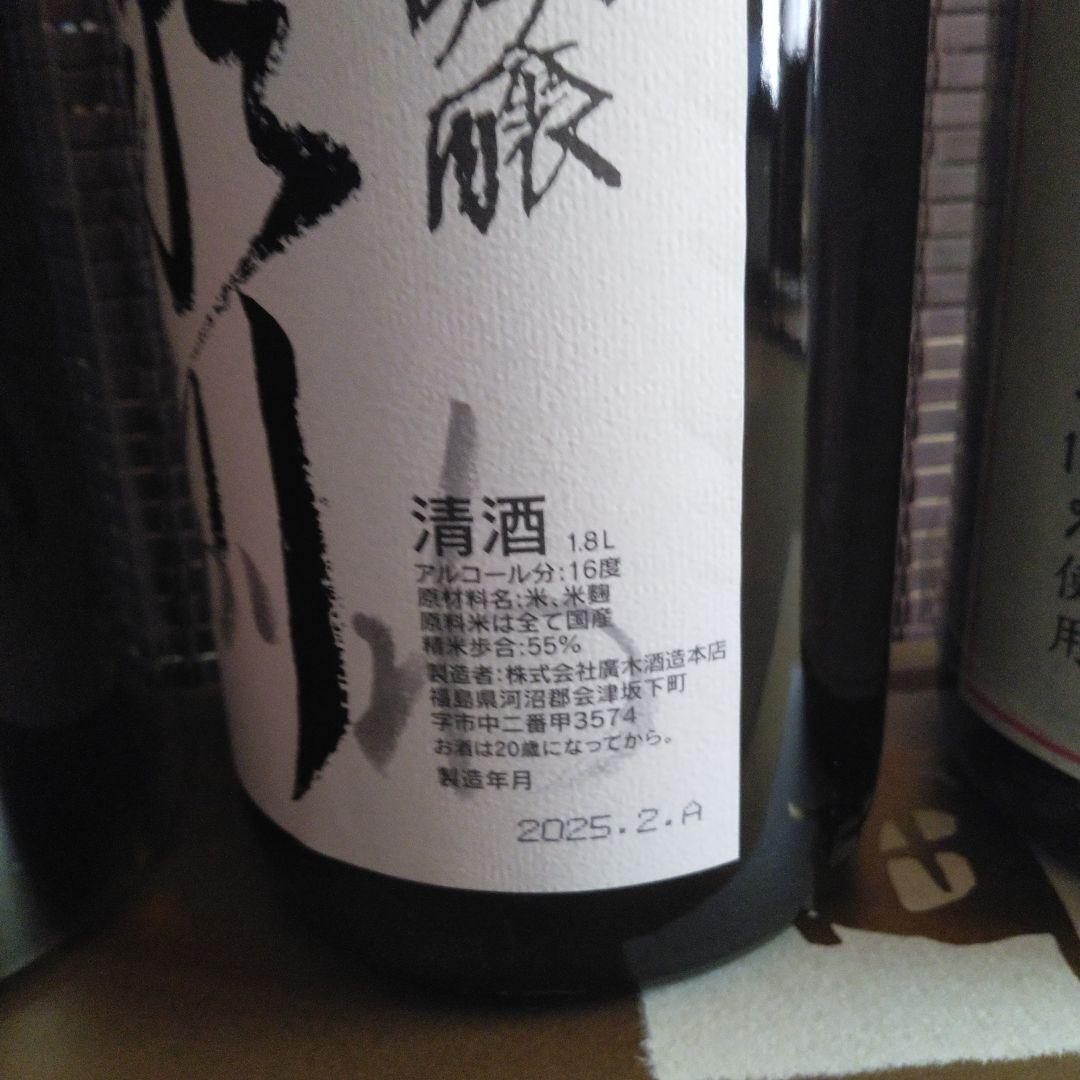 吟醸
清酒 1.8L
アルコール分:16度
原材料名:米、米麹
原料米は全て国産
精米歩合:55%
製造者:株式会社廣木酒造本店
福島県河沼郡会津坂下町
字市中二番甲3574
お酒は20歳になってから。
製造年月
2025.2.A
使用